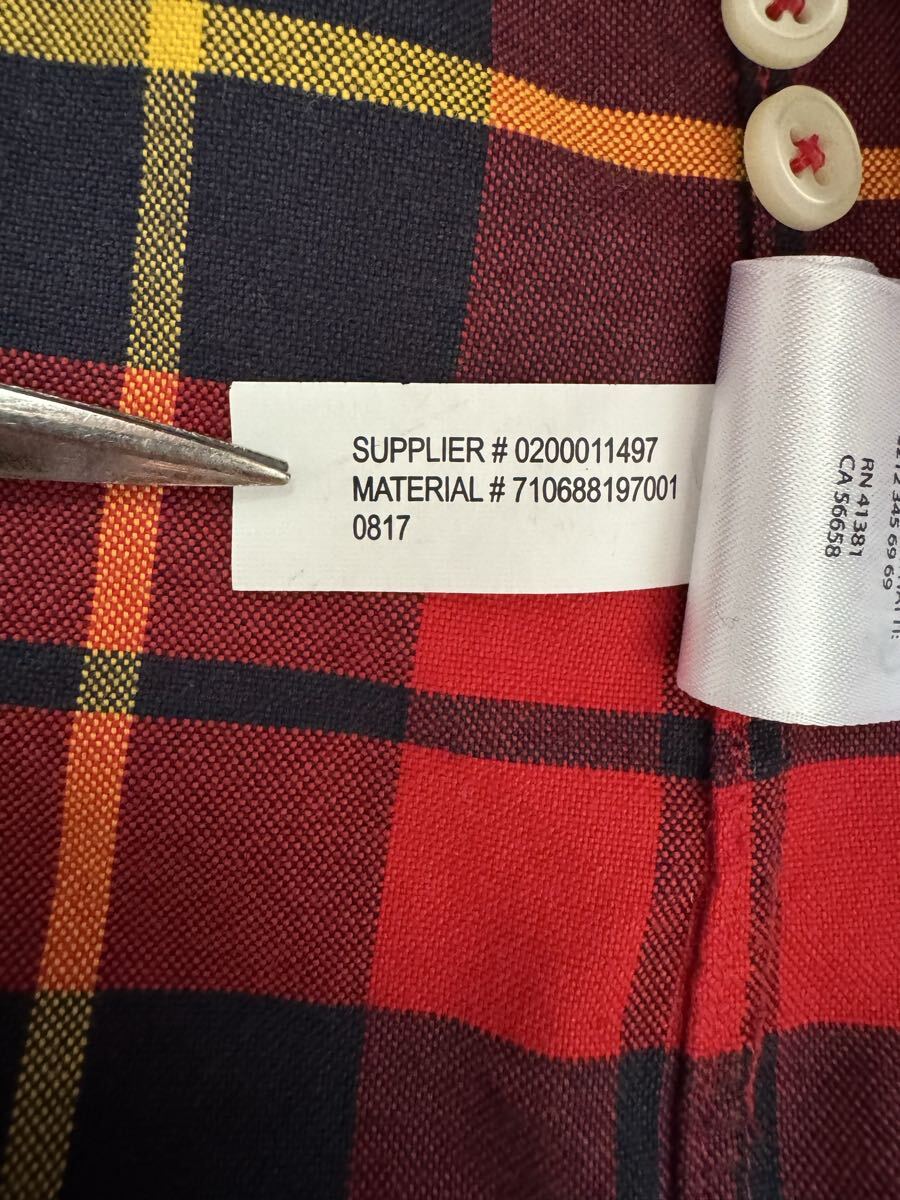 SUPPLIER # 0200011497
MATERIAL # 710688197001
0817
RN 41381
CA 56658